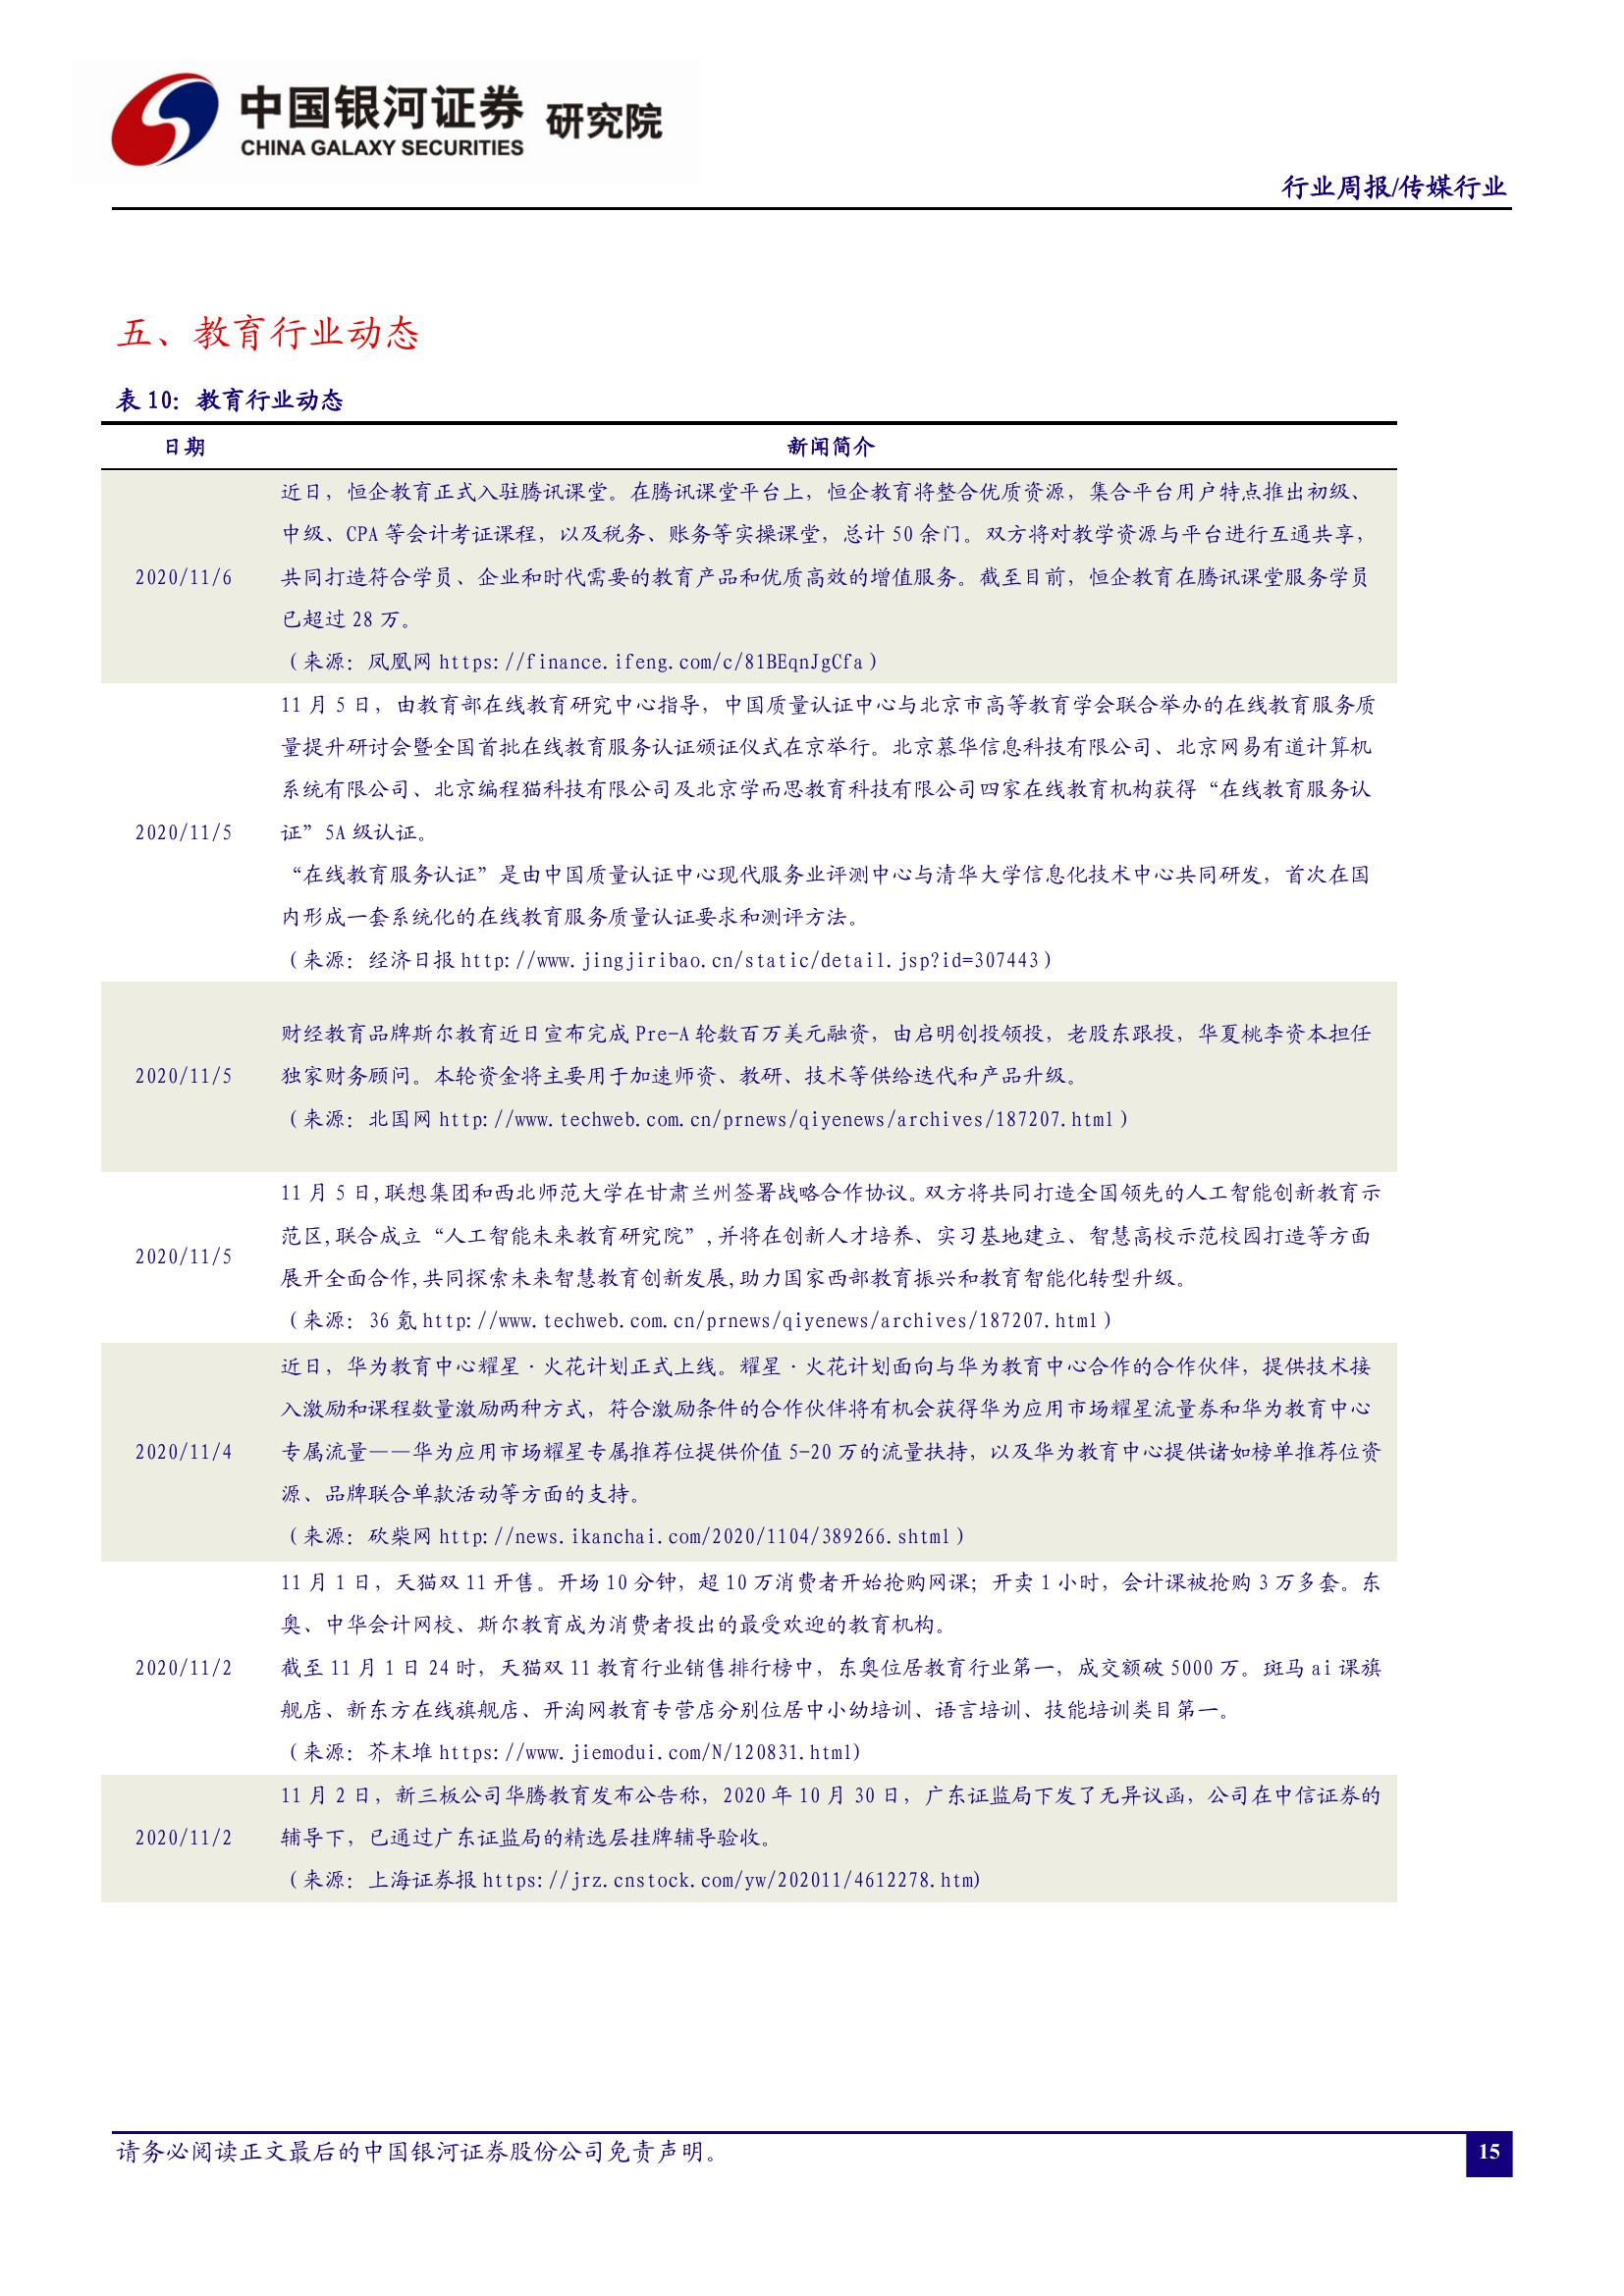 中国银河证券 研究院
CHINA GALAXY SECURITIES
行业周报/传媒行业
五、教育行业动态
表 10：教育行业动态
日期 新闻简介
近日，恒企教育正式入驻腾讯课堂。在腾讯课堂平台上，恒企教育将整合优质资源，集合平台用户特点推出初级、
中级、CPA 等会计考证课程，以及税务、账务等实操课堂，总计 50 余门。双方将对教学资源与平台进行互通共享，
2020/11/6 共同打造符合学员、企业和时代需要的教育产品和优质高效的增值服务。截至目前，恒企教育在腾讯课堂服务学员
已超过 28 万。
（来源：凤凰网 https://finance.ifeng.com/c/81BEqnJgCfa）
11 月 5 日，由教育部在线教育研究中心指导，中国质量认证中心与北京市高等教育学会联合举办的在线教育服务质
量提升研讨会暨全国首批在线教育服务认证颁证仪式在京举行。北京慕华信息科技有限公司、北京网易有道计算机
系统有限公司、北京编程猫科技有限公司及北京学而思教育科技有限公司四家在线教育机构获得“在线教育服务认
2020/11/5 证”5A 级认证。
“在线教育服务认证”是由中国质量认证中心现代服务业评测中心与清华大学信息化技术中心共同研发，首次在国
内形成一套系统化的在线教育服务质量认证要求和测评方法。
（来源：经济日报 http://www.jingjiribao.cn/static/detail.jsp?id=307443）
财经教育品牌斯尔教育近日宣布完成 Pre-A 轮数百万美元融资，由启明创投领投，老股东跟投，华夏桃李资本担任
2020/11/5 独家财务顾问。本轮资金将主要用于加速师资、教研、技术等供给迭代和产品升级。
（来源：北国网 http://www.techweb.com.cn/prnews/qiyenews/archives/187207.html）
11 月 5 日,联想集团和西北师范大学在甘肃兰州签署战略合作协议。双方将共同打造全国领先的人工智能创新教育示
范区,联合成立“人工智能未来教育研究院”,并将在创新人才培养、实习基地建立、智慧高校示范校园打造等方面
2020/11/5 展开全面合作,共同探索未来智慧教育创新发展,助力国家西部教育振兴和教育智能化转型升级。
（来源：36 氪 http://www.techweb.com.cn/prnews/qiyenews/archives/187207.html）
近日，华为教育中心耀星·火花计划正式上线。耀星·火花计划面向与华为教育中心合作的合作伙伴，提供技术接
入激励和课程数量激励两种方式，符合激励条件的合作伙伴将有机会获得华为应用市场耀星流量券和华为教育中心
2020/11/4 专属流量——华为应用市场耀星专属推荐位提供价值 5-20 万的流量扶持，以及华为教育中心提供诸如榜单推荐位资
源、品牌联合单款活动等方面的支持。
（来源：砍柴网 http://news.ikanchai.com/2020/1104/389266.shtml）
11 月 1 日，天猫双 11 开售。开场 10 分钟，超 10 万消费者开始抢购网课；开卖 1 小时，会计课被抢购 3 万多套。东
奥、中华会计网校、斯尔教育成为消费者投出的最受欢迎的教育机构。
2020/11/2 截至 11 月 1 日 24 时，天猫双 11 教育行业销售排行榜中，东奥位居教育行业第一，成交额破 5000 万。斑马 ai 课旗
舰店、新东方在线旗舰店、开淘网教育专营店分别位居中小幼培训、语言培训、技能培训类目第一。
（来源：芥末堆 https://www.jiemodui.com/N/120831.html)
11 月 2 日，新三板公司华腾教育发布公告称，2020 年 10 月 30 日，广东证监局下发了无异议函，公司在中信证券的
2020/11/2 辅导下，已通过广东证监局的精选层挂牌辅导验收。
（来源：上海证券报 https://jrz.cnstock.com/yw/202011/4612278.htm)
请务必阅读正文最后的中国银河证券股份公司免责声明。
15